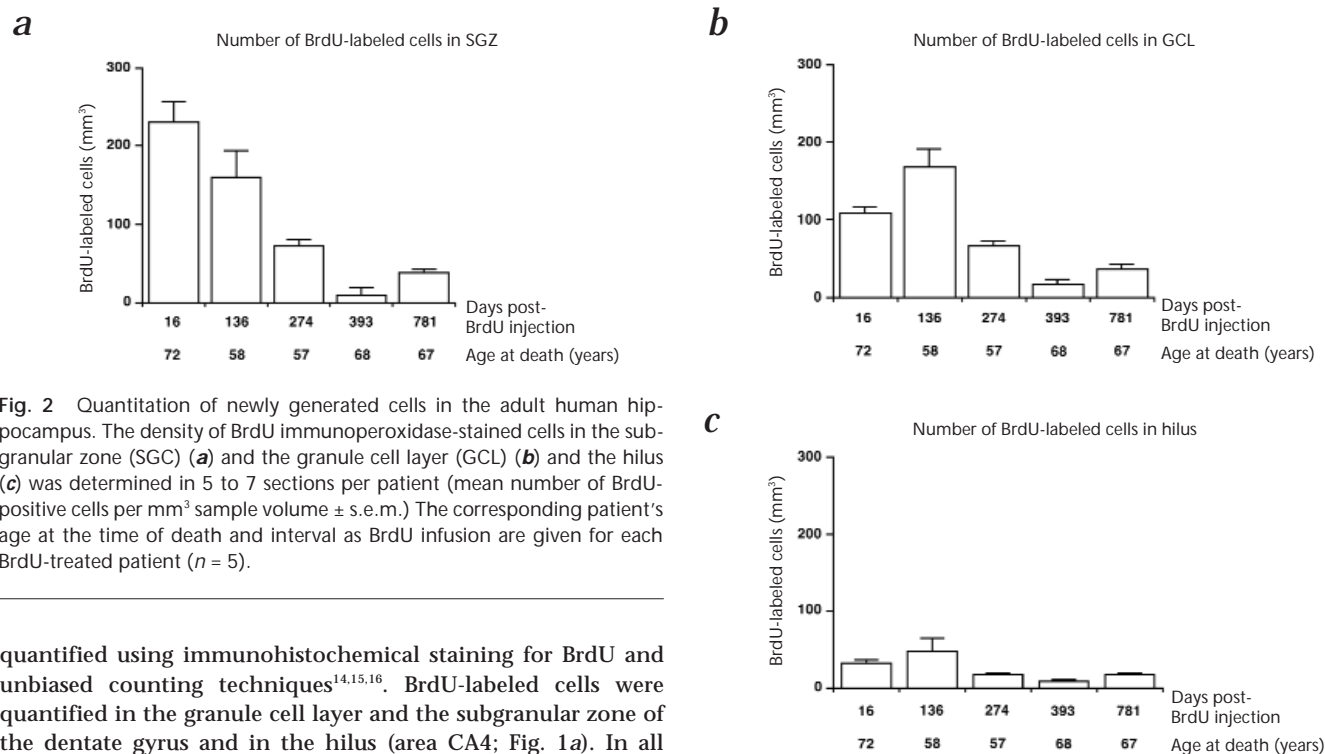 a
Number of BrdU-labeled cells in SGZ
BrdU-labeled cells (mm³)
300
200
100
0
16 136 274 393 781
Days post-
BrdU injection
72 58 57 68 67 Age at death (years)
Fig. 2 Quantitation of newly generated cells in the adult human hip-
pocampus. The density of BrdU immunoperoxidase-stained cells in the sub-
granular zone (SGC) (a) and the granule cell layer (GCL) (b) and the hilus
(c) was determined in 5 to 7 sections per patient (mean number of BrdU-
positive cells per mm³ sample volume ± s.e.m.) The corresponding patient's
age at the time of death and interval as BrdU infusion are given for each
BrdU-treated patient (n = 5).
quantified using immunohistochemical staining for BrdU and
unbiased counting techniques¹⁴,¹⁵,¹⁶. BrdU-labeled cells were
quantified in the granule cell layer and the subgranular zone of
the dentate gyrus and in the hilus (area CA4; Fig. 1a). In all
b
Number of BrdU-labeled cells in GCL
BrdU-labeled cells (mm³)
300
200
100
0
16 136 274 393 781
Days post-
BrdU injection
72 58 57 68 67 Age at death (years)
c
Number of BrdU-labeled cells in hilus
BrdU-labeled cells (mm³)
300
200
100
0
16 136 274 393 781
Days post-
BrdU injection
72 58 57 68 67 Age at death (years)